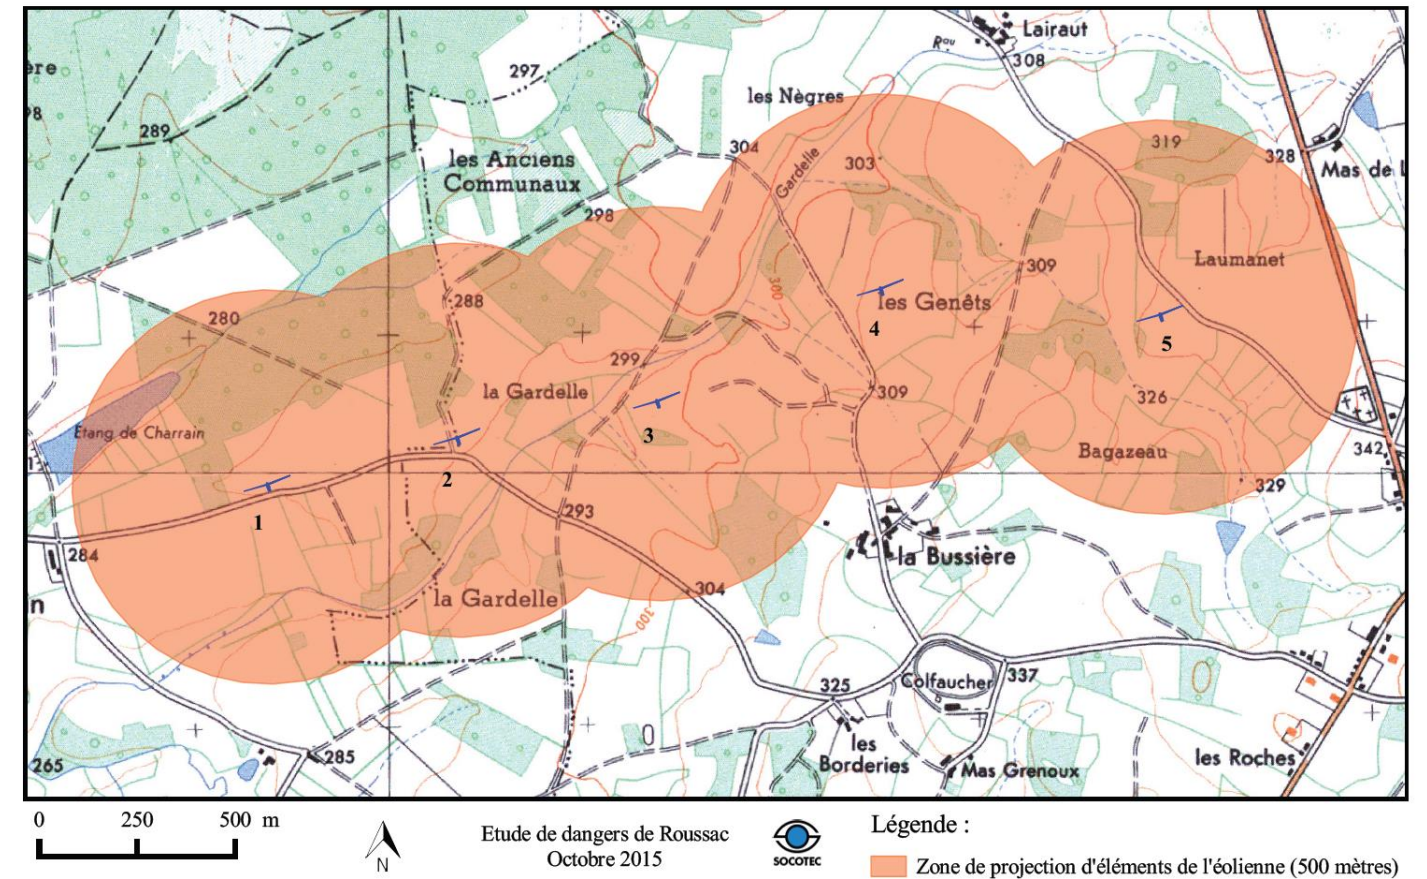 Lairaut
Rau
308
ère
297
les Nègres
98
289
les Anciens
Communaux
304
Gardelle
303
319
328
Mas de L
298
Laumanet
309
288
300
les Genêts
280
4
5
299
la Gardelle
309
326
Etang de Charrain
3
342
Bagazeau
2
329
1
293
284
la Bussière
n
la Gardelle
304
300
Colfaucher
337
325
les
Borderies
Mas Grenoux
les Roches
285
265
0 250 500 m
N
Etude de dangers de Roussac
Octobre 2015
SOCOTEC
Légende :
Zone de projection d'éléments de l'éolienne (500 mètres)